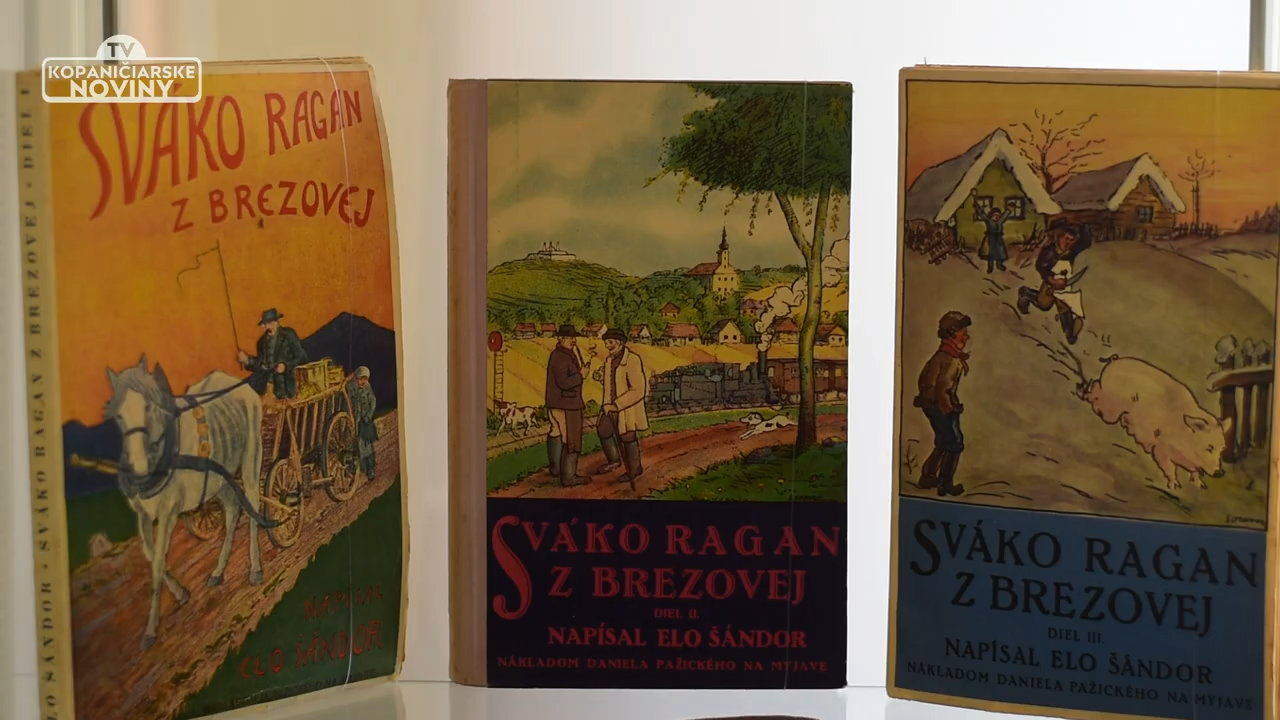 TV
KOPANIČIARSKE
NOVINY
SVÁKO RAGAN
Z BREZOVEJ
NAPÍSAL
ELO ŠÁNDOR
SVÁKO RAGAN Z BREZOVEJ · DIEL I.
SVÁKO RAGAN
Z BREZOVEJ
DIEL II.
NAPÍSAL ELO ŠÁNDOR
NÁKLADOM DANIELA PAŽICKÉHO NA MYJAVE
SVÁKO RAGAN
Z BREZOVEJ
DIEL III.
NAPÍSAL ELO ŠÁNDOR
NÁKLADOM DANIELA PAŽICKÉHO NA MYJAVE